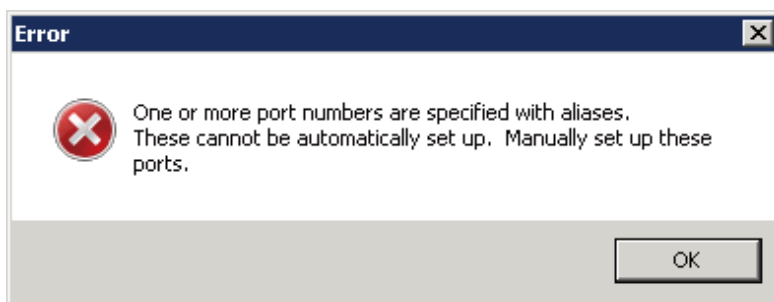 Error
One or more port numbers are specified with aliases.
These cannot be automatically set up.  Manually set up these
ports.
OK